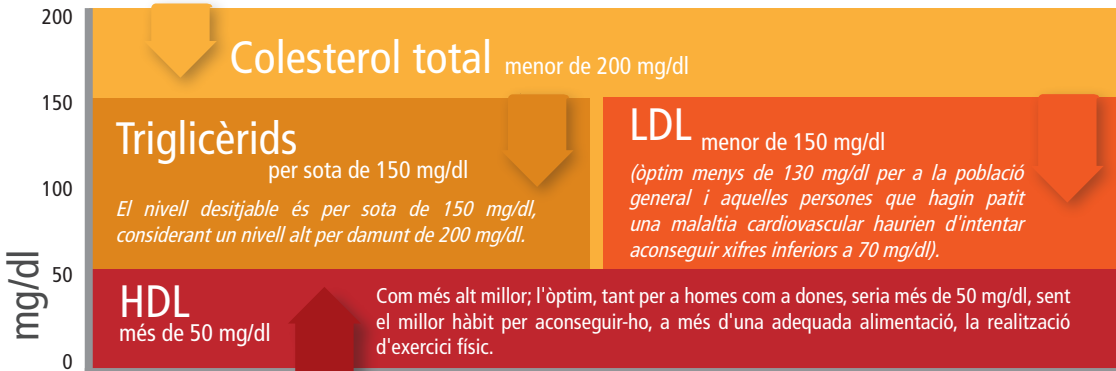 200
Colesterol total menor de 200 mg/dl
150
Triglicèrids
per sota de 150 mg/dl
El nivell desitjable és per sota de 150 mg/dl,
considerant un nivell alt per damunt de 200 mg/dl.
LDL menor de 150 mg/dl
(òptim menys de 130 mg/dl per a la població
general i aquelles persones que hagin patit
una malaltia cardiovascular haurien d'intentar
aconseguir xifres inferiors a 70 mg/dl).
100
50
mg/dl
HDL
més de 50 mg/dl
Com més alt millor; l'òptim, tant per a homes com a dones, seria més de 50 mg/dl, sent
el millor hàbit per aconseguir-ho, a més d'una adequada alimentació, la realització
d'exercici físic.
0